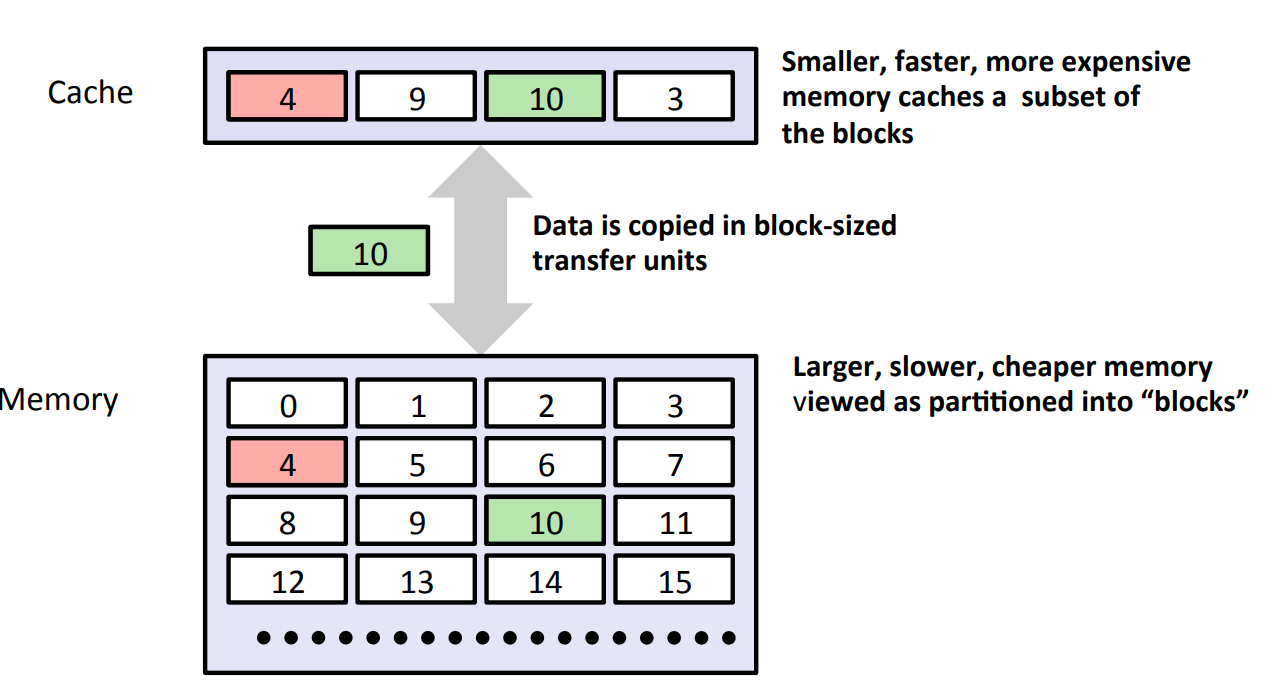 Cache
4 9 10 3
Smaller, faster, more expensive
memory caches a subset of
the blocks
10
Data is copied in block-sized
transfer units
Memory
0 1 2 3
4 5 6 7
8 9 10 11
12 13 14 15
Larger, slower, cheaper memory
viewed as partitioned into “blocks”